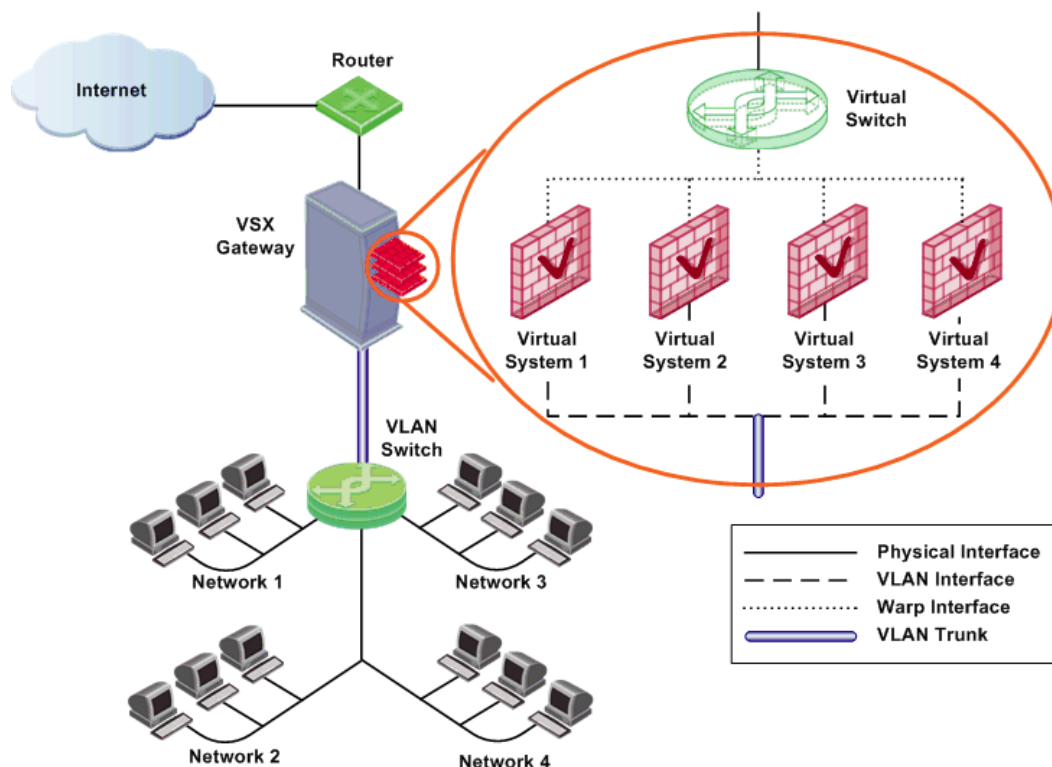 Internet
Router
Virtual
Switch
VSX
Gateway
Virtual
System 1
Virtual
System 2
Virtual
System 3
Virtual
System 4
VLAN
Switch
Network 1
Network 3
Network 2
Network 4
Physical Interface
VLAN Interface
Warp Interface
VLAN Trunk